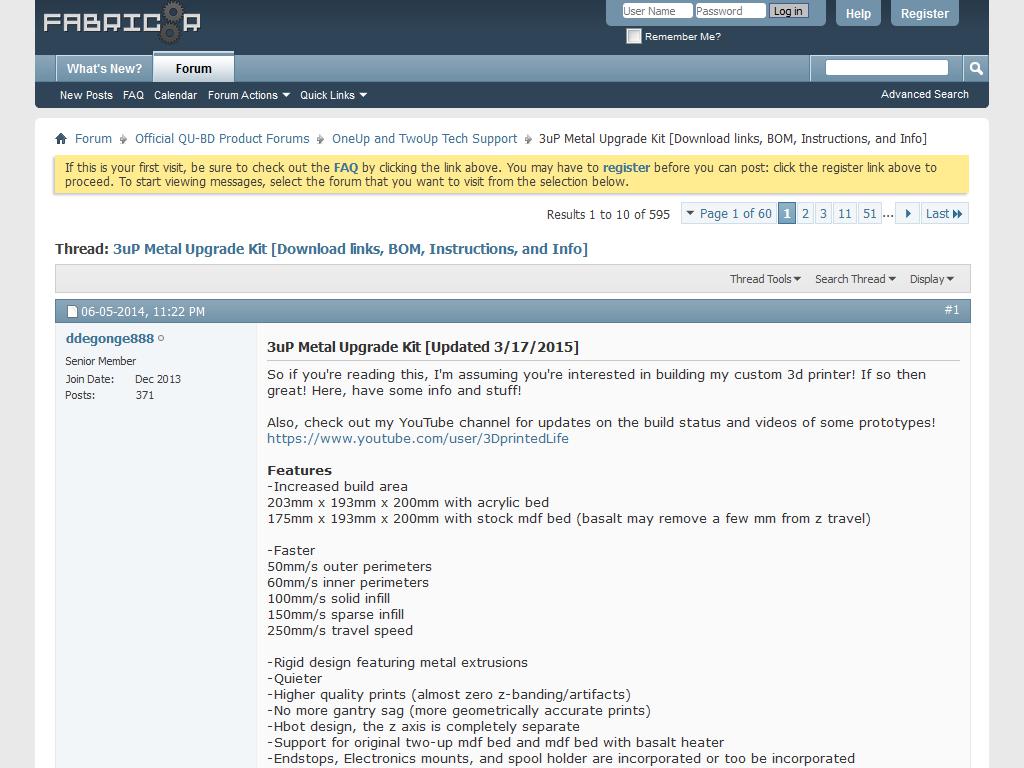 FABRIC8R
User Name Password Log in Help Register
Remember Me?
What's New? Forum
New Posts FAQ Calendar Forum Actions Quick Links Advanced Search
Forum Official QU-BD Product Forums OneUp and TwoUp Tech Support 3uP Metal Upgrade Kit [Download links, BOM, Instructions, and Info]
If this is your first visit, be sure to check out the FAQ by clicking the link above. You may have to register before you can post: click the register link above to
proceed. To start viewing messages, select the forum that you want to visit from the selection below.
Results 1 to 10 of 595 Page 1 of 60 1 2 3 11 51 ... Last
Thread: 3uP Metal Upgrade Kit [Download links, BOM, Instructions, and Info]
Thread Tools Search Thread Display
06-05-2014, 11:22 PM #1
ddegonge888
Senior Member
Join Date: Dec 2013
Posts: 371
3uP Metal Upgrade Kit [Updated 3/17/2015]
So if you're reading this, I'm assuming you're interested in building my custom 3d printer! If so then
great! Here, have some info and stuff!
Also, check out my YouTube channel for updates on the build status and videos of some prototypes!
https://www.youtube.com/user/3DprintedLife
Features
-Increased build area
203mm x 193mm x 200mm with acrylic bed
175mm x 193mm x 200mm with stock mdf bed (basalt may remove a few mm from z travel)
-Faster
50mm/s outer perimeters
60mm/s inner perimeters
100mm/s solid infill
150mm/s sparse infill
250mm/s travel speed
-Rigid design featuring metal extrusions
-Quieter
-Higher quality prints (almost zero z-banding/artifacts)
-No more gantry sag (more geometrically accurate prints)
-Hbot design, the z axis is completely separate
-Support for original two-up mdf bed and mdf bed with basalt heater
-Endstops, Electronics mounts, and spool holder are incorporated or too be incorporated